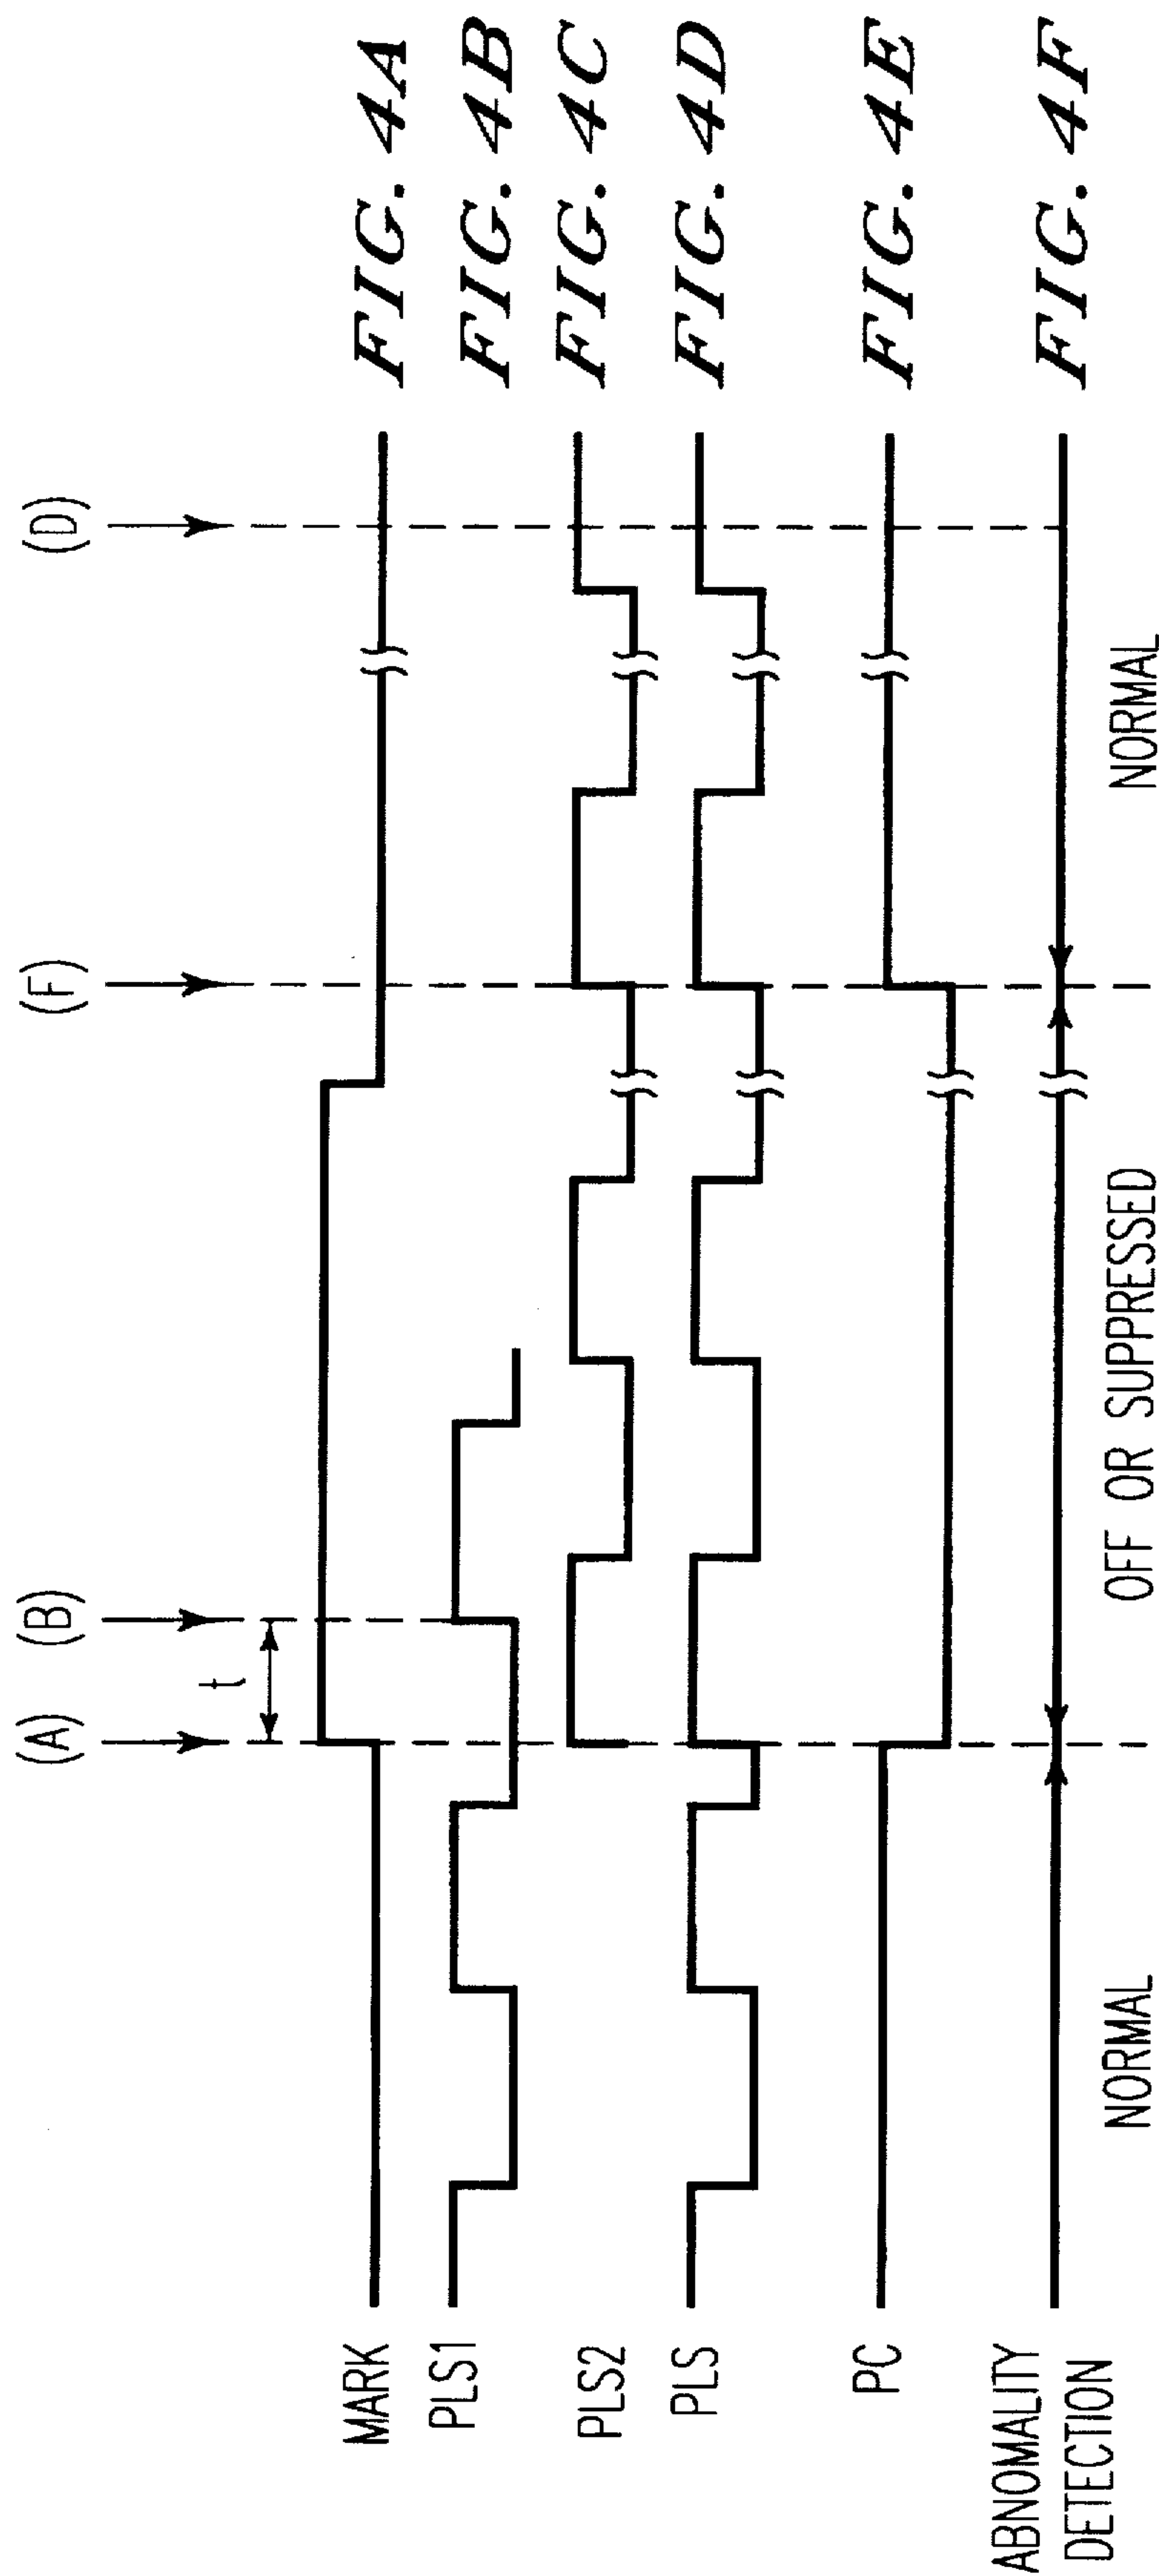 (A) (B) (F) (D)
t
MARK FIG. 4A
PLS1 FIG. 4B
PLS2 FIG. 4C
PLS FIG. 4D
PC FIG. 4E
ABNOMALITY
DETECTION FIG. 4F
NORMAL OFF OR SUPPRESSED NORMAL